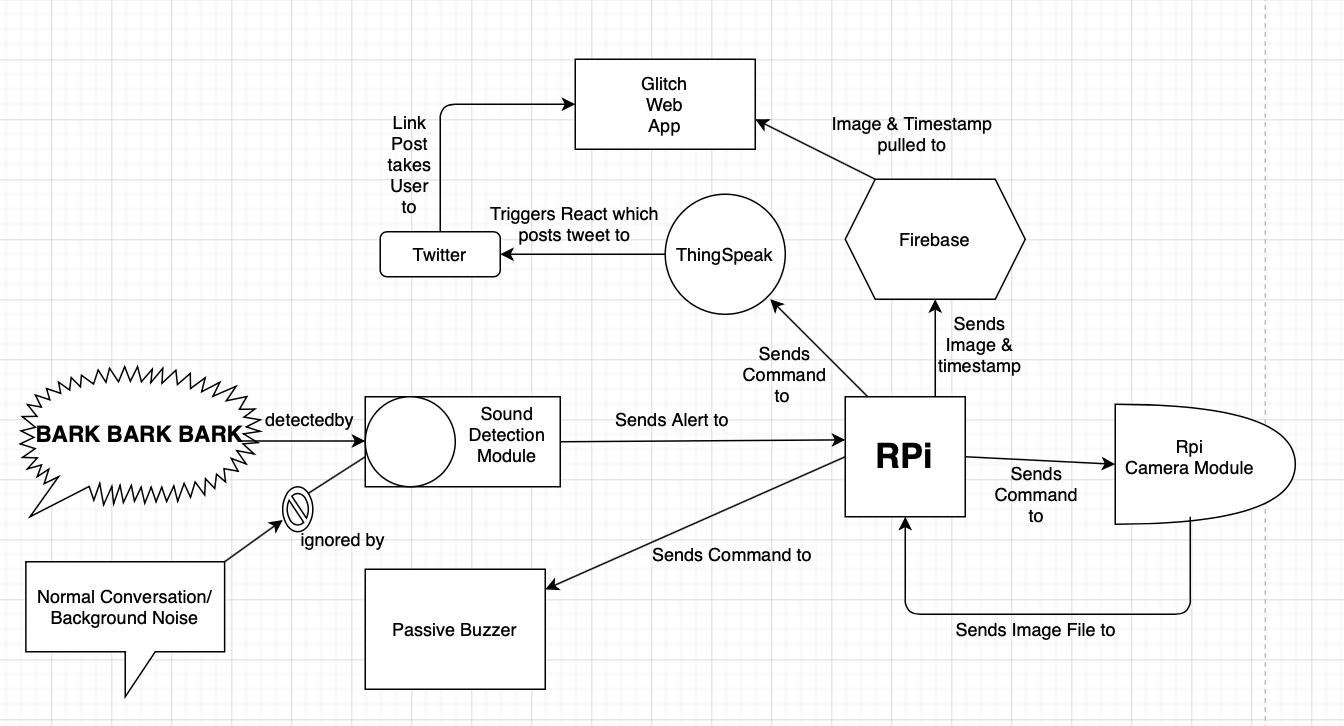 Glitch
Web
App
Link
Post
takes
User
to
Image & Timestamp
pulled to
Triggers React which
posts tweet to
Twitter
ThingSpeak
Firebase
Sends
Image &
timestamp
Sends
Command
to
BARK BARK BARK
detectedby
Sound
Detection
Module
Sends Alert to
RPi
Rpi
Camera Module
Sends
Command
to
ignored by
Sends Command to
Normal Conversation/
Background Noise
Passive Buzzer
Sends Image File to